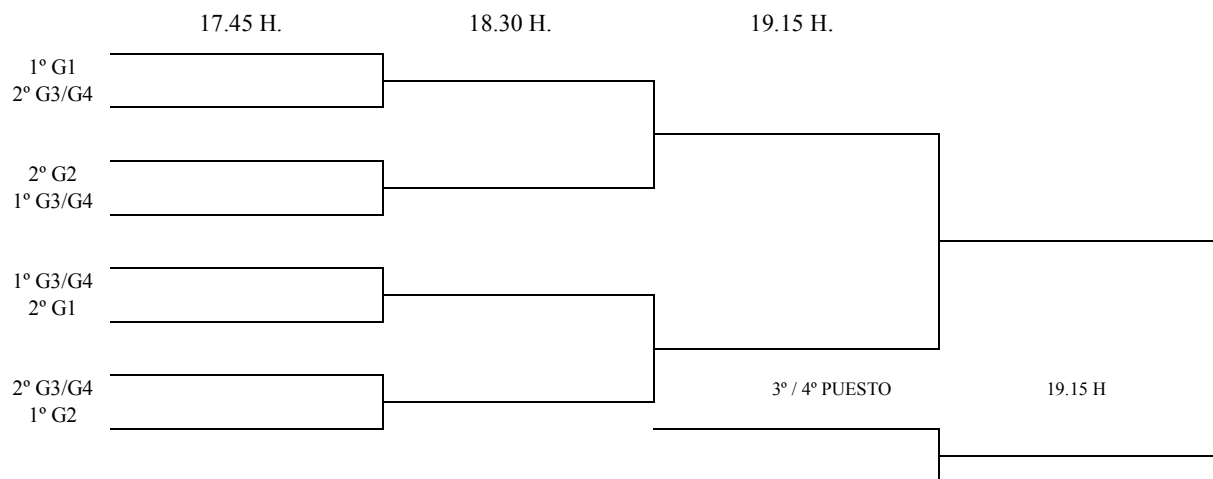 17.45 H. 18.30 H. 19.15 H.
1º G1
2º G3/G4
2º G2
1º G3/G4
1º G3/G4
2º G1
2º G3/G4 3º / 4º PUESTO 19.15 H
1º G2